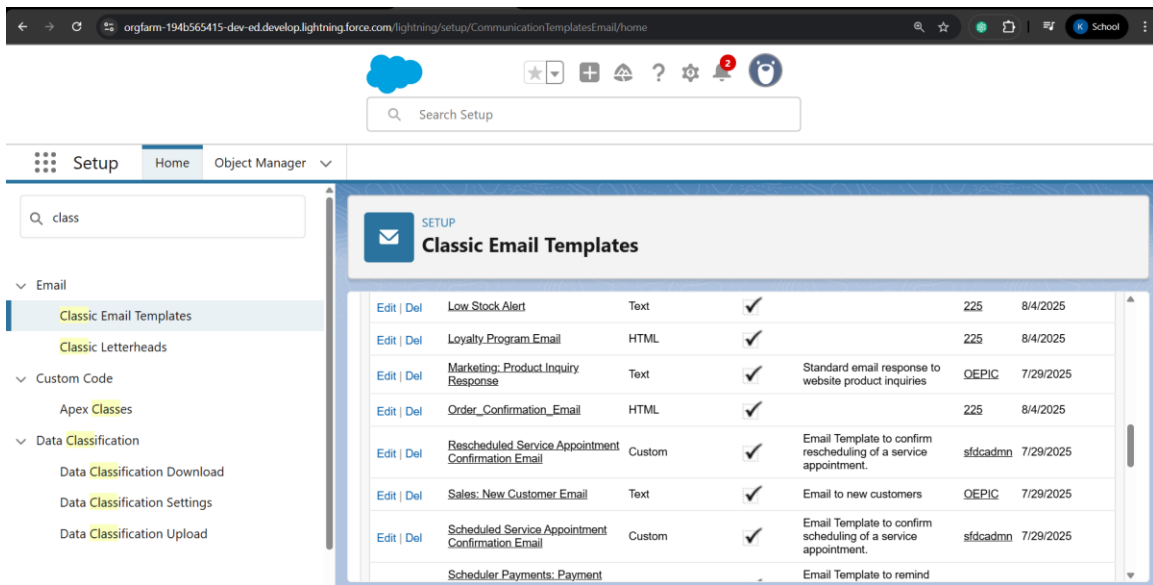 orgfarm-194b565415-dev-ed.develop.lightning.force.com/lightning/setup/CommunicationTemplatesEmail/home
K School
2
Search Setup
Setup Home Object Manager
class
Email
Classic Email Templates
Classic Letterheads
Custom Code
Apex Classes
Data Classification
Data Classification Download
Data Classification Settings
Data Classification Upload
SETUP
Classic Email Templates
Edit | Del Low Stock Alert Text 225 8/4/2025
Edit | Del Loyalty Program Email HTML 225 8/4/2025
Edit | Del Marketing: Product Inquiry Response Text Standard email response to website product inquiries OEPIC 7/29/2025
Edit | Del Order_Confirmation_Email HTML 225 8/4/2025
Edit | Del Rescheduled Service Appointment Confirmation Email Custom Email Template to confirm rescheduling of a service appointment. sfdcadmn 7/29/2025
Edit | Del Sales: New Customer Email Text Email to new customers OEPIC 7/29/2025
Edit | Del Scheduled Service Appointment Confirmation Email Custom Email Template to confirm scheduling of a service appointment. sfdcadmn 7/29/2025
Scheduler Payments: Payment Email Template to remind